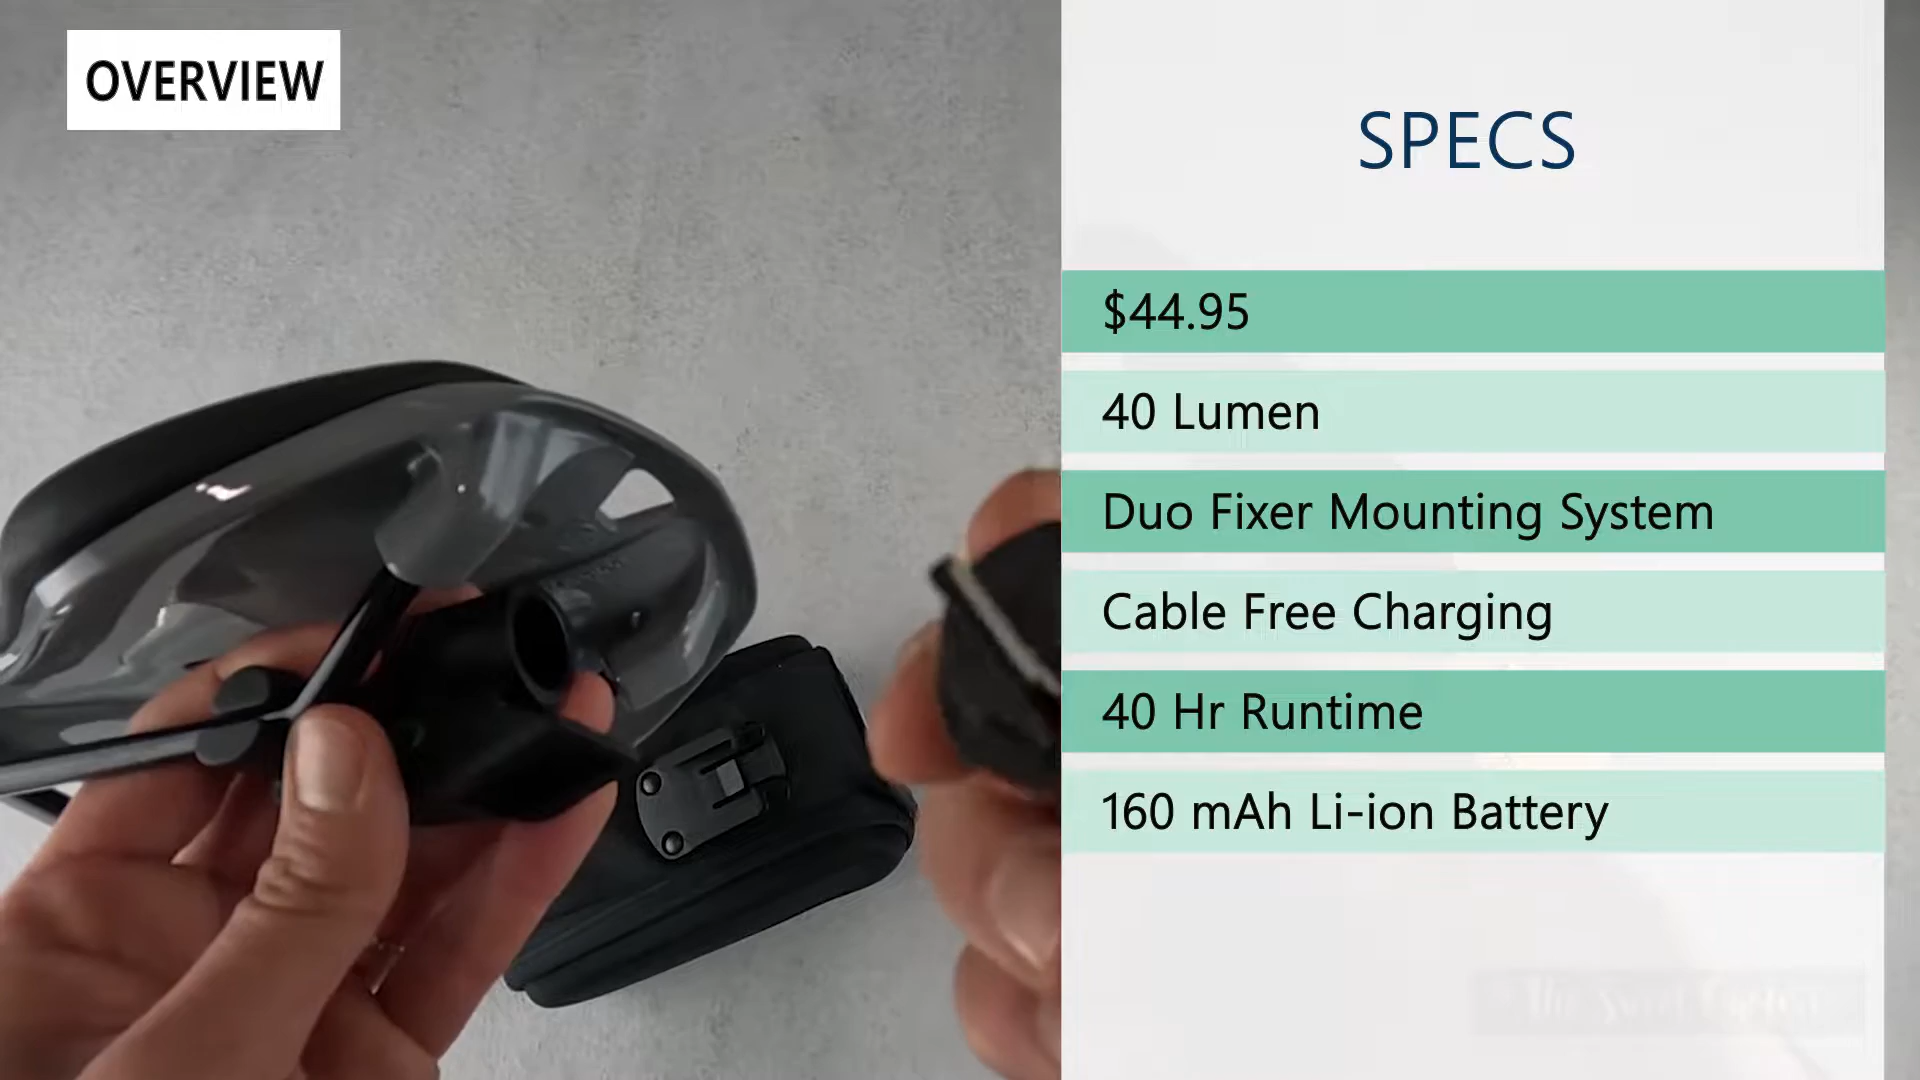 OVERVIEW
SPECS
$44.95
40 Lumen
Duo Fixer Mounting System
Cable Free Charging
40 Hr Runtime
160 mAh Li-ion Battery